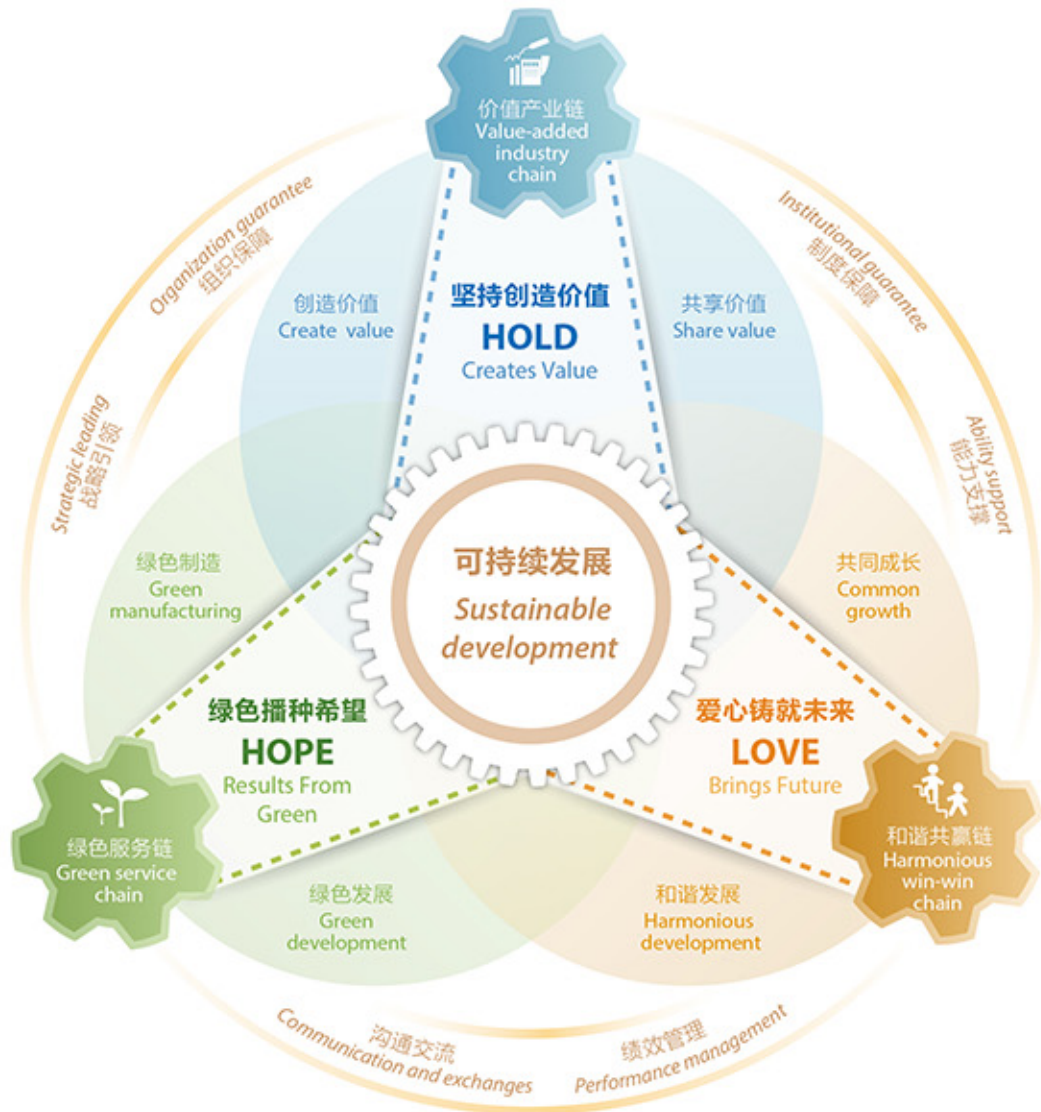 价值产业链
Value-added
industry
chain
Organization guarantee
组织保障
Institutional guarantee
制度保障
创造价值
Create value
坚持创造价值
HOLD
Creates Value
共享价值
Share value
Strategic leading
战略引领
Ability support
能力支撑
绿色制造
Green
manufacturing
可持续发展
Sustainable
development
共同成长
Common
growth
绿色播种希望
HOPE
Results From
Green
爱心铸就未来
LOVE
Brings Future
绿色服务链
Green service
chain
和谐共赢链
Harmonious
win-win
chain
绿色发展
Green
development
和谐发展
Harmonious
development
沟通交流
Communication and exchanges
绩效管理
Performance management